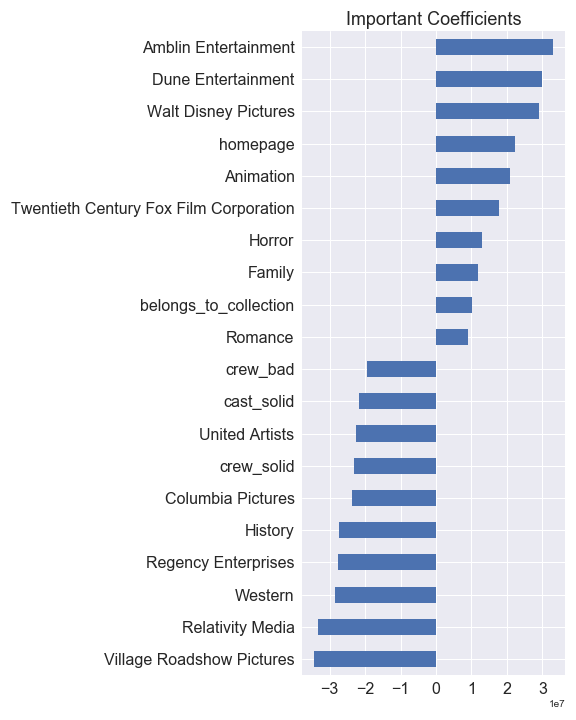 Important Coefficients
Amblin Entertainment
Dune Entertainment
Walt Disney Pictures
homepage
Animation
Twentieth Century Fox Film Corporation
Horror
Family
belongs_to_collection
Romance
crew_bad
cast_solid
United Artists
crew_solid
Columbia Pictures
History
Regency Enterprises
Western
Relativity Media
Village Roadshow Pictures
−3 −2 −1 0 1 2 3
1e7